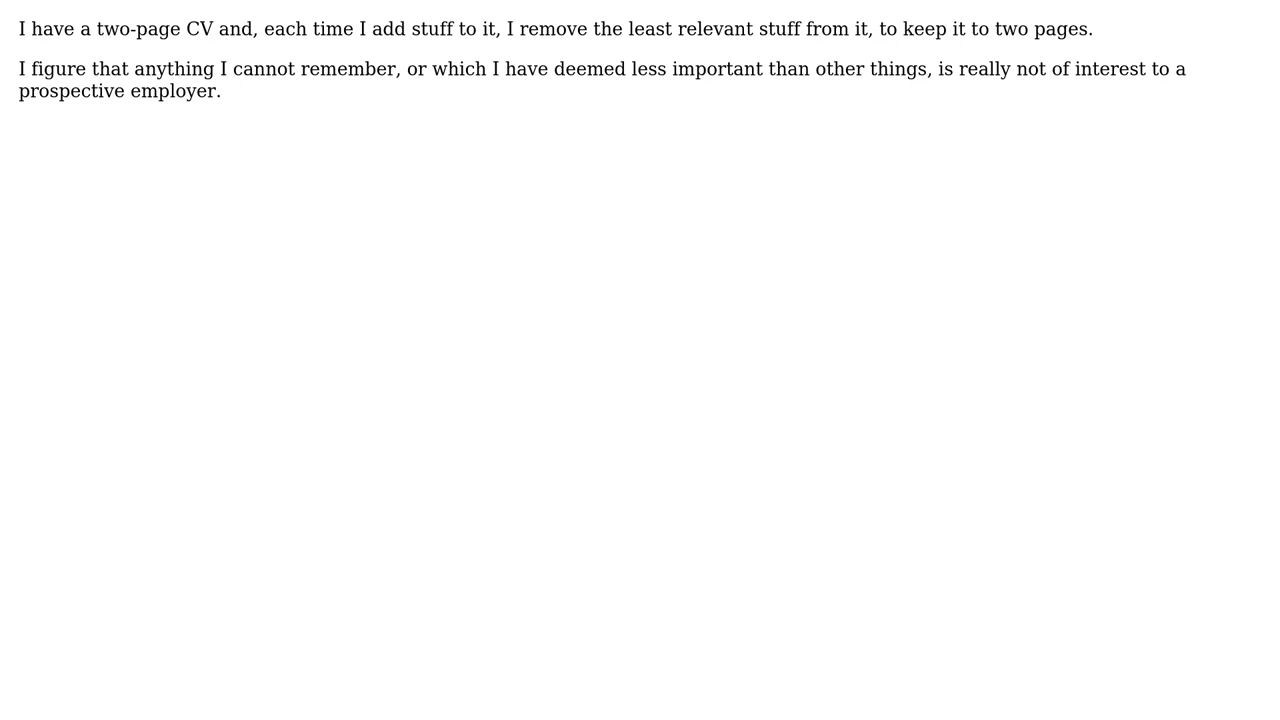 I have a two-page CV and, each time I add stuff to it, I remove the least relevant stuff from it, to keep it to two pages.
I figure that anything I cannot remember, or which I have deemed less important than other things, is really not of interest to a
prospective employer.